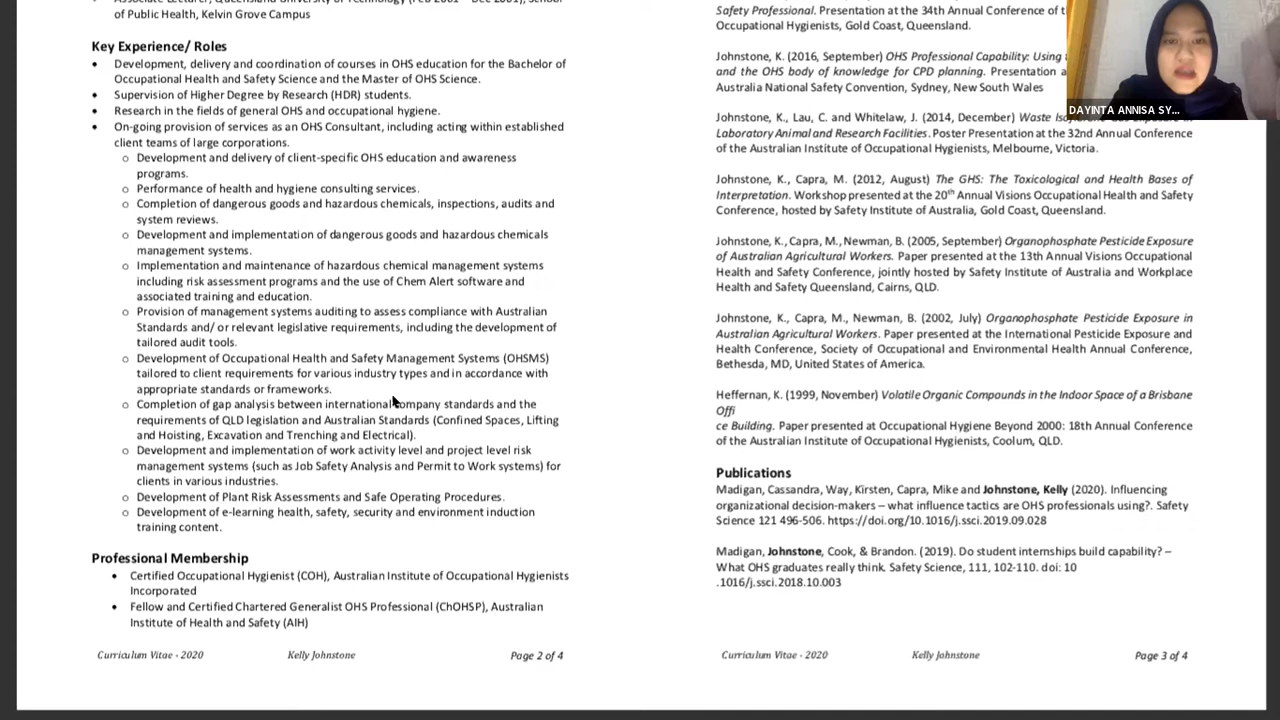 of Public Health, Kelvin Grove Campus
Key Experience/ Roles
• Development, delivery and coordination of courses in OHS education for the Bachelor of
Occupational Health and Safety Science and the Master of OHS Science.
• Supervision of Higher Degree by Research (HDR) students.
• Research in the fields of general OHS and occupational hygiene.
• On-going provision of services as an OHS Consultant, including acting within established
client teams of large corporations.
o Development and delivery of client-specific OHS education and awareness
programs.
o Performance of health and hygiene consulting services.
o Completion of dangerous goods and hazardous chemicals, inspections, audits and
system reviews.
o Development and implementation of dangerous goods and hazardous chemicals
management systems.
o Implementation and maintenance of hazardous chemical management systems
including risk assessment programs and the use of Chem Alert software and
associated training and education.
o Provision of management systems auditing to assess compliance with Australian
Standards and/ or relevant legislative requirements, including the development of
tailored audit tools.
o Development of Occupational Health and Safety Management Systems (OHSMS)
tailored to client requirements for various industry types and in accordance with
appropriate standards or frameworks.
o Completion of gap analysis between international company standards and the
requirements of QLD legislation and Australian Standards (Confined Spaces, Lifting
and Hoisting, Excavation and Trenching and Electrical).
o Development and implementation of work activity level and project level risk
management systems (such as Job Safety Analysis and Permit to Work systems) for
clients in various industries.
o Development of Plant Risk Assessments and Safe Operating Procedures.
o Development of e-learning health, safety, security and environment induction
training content.
Professional Membership
• Certified Occupational Hygienist (COH), Australian Institute of Occupational Hygienists
Incorporated
• Fellow and Certified Chartered Generalist OHS Professional (ChOHSP), Australian
Institute of Health and Safety (AIH)
Curriculum Vitae - 2020 Kelly Johnstone Page 2 of 4
Safety Professional. Presentation at the 34th Annual Conference of
Occupational Hygienists, Gold Coast, Queensland.
Johnstone, K. (2016, September) OHS Professional Capability: Using
and the OHS body of knowledge for CPD planning. Presentation
Australia National Safety Convention, Sydney, New South Wales
Johnstone, K., Lau, C. and Whitelaw, J. (2014, December) Waste
Laboratory Animal and Research Facilities. Poster Presentation at the 32nd Annual Conference
of the Australian Institute of Occupational Hygienists, Melbourne, Victoria.
Johnstone, K., Capra, M. (2012, August) The GHS: The Toxicological and Health Bases of
Interpretation. Workshop presented at the 20th Annual Visions Occupational Health and Safety
Conference, hosted by Safety Institute of Australia, Gold Coast, Queensland.
Johnstone, K., Capra, M., Newman, B. (2005, September) Organophosphate Pesticide Exposure
of Australian Agricultural Workers. Paper presented at the 13th Annual Visions Occupational
Health and Safety Conference, jointly hosted by Safety Institute of Australia and Workplace
Health and Safety Queensland, Cairns, QLD.
Johnstone, K., Capra, M., Newman, B. (2002, July) Organophosphate Pesticide Exposure in
Australian Agricultural Workers. Paper presented at the International Pesticide Exposure and
Health Conference, Society of Occupational and Environmental Health Annual Conference,
Bethesda, MD, United States of America.
Heffernan, K. (1999, November) Volatile Organic Compounds in the Indoor Space of a Brisbane
Offi
ce Building. Paper presented at Occupational Hygiene Beyond 2000: 18th Annual Conference
of the Australian Institute of Occupational Hygienists, Coolum, QLD.
Publications
Madigan, Cassandra, Way, Kirsten, Capra, Mike and Johnstone, Kelly (2020). Influencing
organizational decision-makers – what influence tactics are OHS professionals using?. Safety
Science 121 496-506. https://doi.org/10.1016/j.ssci.2019.09.028
Madigan, Johnstone, Cook, & Brandon. (2019). Do student internships build capability? –
What OHS graduates really think. Safety Science, 111, 102-110. doi: 10
.1016/j.ssci.2018.10.003
Curriculum Vitae - 2020 Kelly Johnstone Page 3 of 4
DAYINTA ANNISA SY...